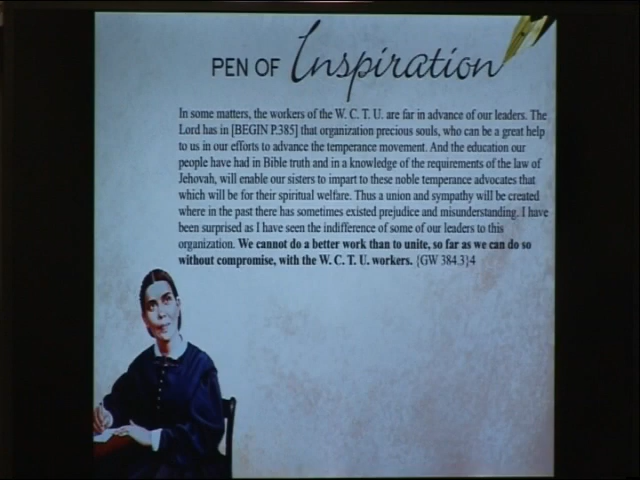 PEN OF Inspiration
In some matters, the workers of the W. C. T. U. are far in advance of our leaders. The
Lord has in [BEGIN P.385] that organization precious souls, who can be a great help
to us in our efforts to advance the temperance movement. And the education our
people have had in Bible truth and in a knowledge of the requirements of the law of
Jehovah, will enable our sisters to impart to these noble temperance advocates that
which will be for their spiritual welfare. Thus a union and sympathy will be created
where in the past there has sometimes existed prejudice and misunderstanding. I have
been surprised as I have seen the indifference of some of our leaders to this
organization. We cannot do a better work than to unite, so far as we can do so
without compromise, with the W. C. T. U. workers. {GW 384.3}4